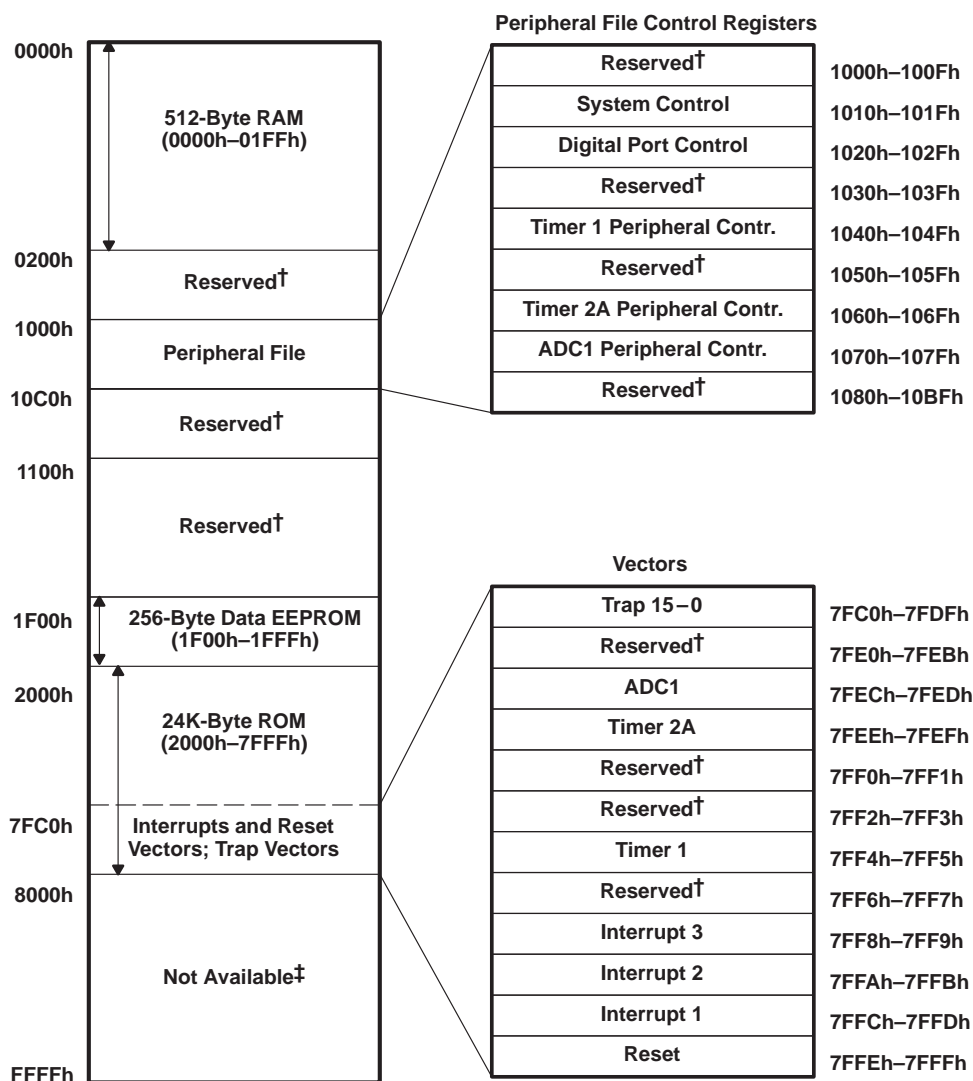 Peripheral File Control Registers
0000h
512-Byte RAM
(0000h–01FFh)
0200h
Reserved†
1000h
Peripheral File
10C0h
Reserved†
1100h
Reserved†
1F00h
256-Byte Data EEPROM
(1F00h–1FFFh)
2000h
24K-Byte ROM
(2000h–7FFFh)
7FC0h
Interrupts and Reset
Vectors; Trap Vectors
8000h
Not Available‡
FFFFh
Reserved†
1000h–100Fh
System Control
1010h–101Fh
Digital Port Control
1020h–102Fh
Reserved†
1030h–103Fh
Timer 1 Peripheral Contr.
1040h–104Fh
Reserved†
1050h–105Fh
Timer 2A Peripheral Contr.
1060h–106Fh
ADC1 Peripheral Contr.
1070h–107Fh
Reserved†
1080h–10BFh
Vectors
Trap 15–0
7FC0h–7FDFh
Reserved†
7FE0h–7FEBh
ADC1
7FECh–7FEDh
Timer 2A
7FEEh–7FEFh
Reserved†
7FF0h–7FF1h
Reserved†
7FF2h–7FF3h
Timer 1
7FF4h–7FF5h
Reserved†
7FF6h–7FF7h
Interrupt 3
7FF8h–7FF9h
Interrupt 2
7FFAh–7FFBh
Interrupt 1
7FFCh–7FFDh
Reset
7FFEh–7FFFh